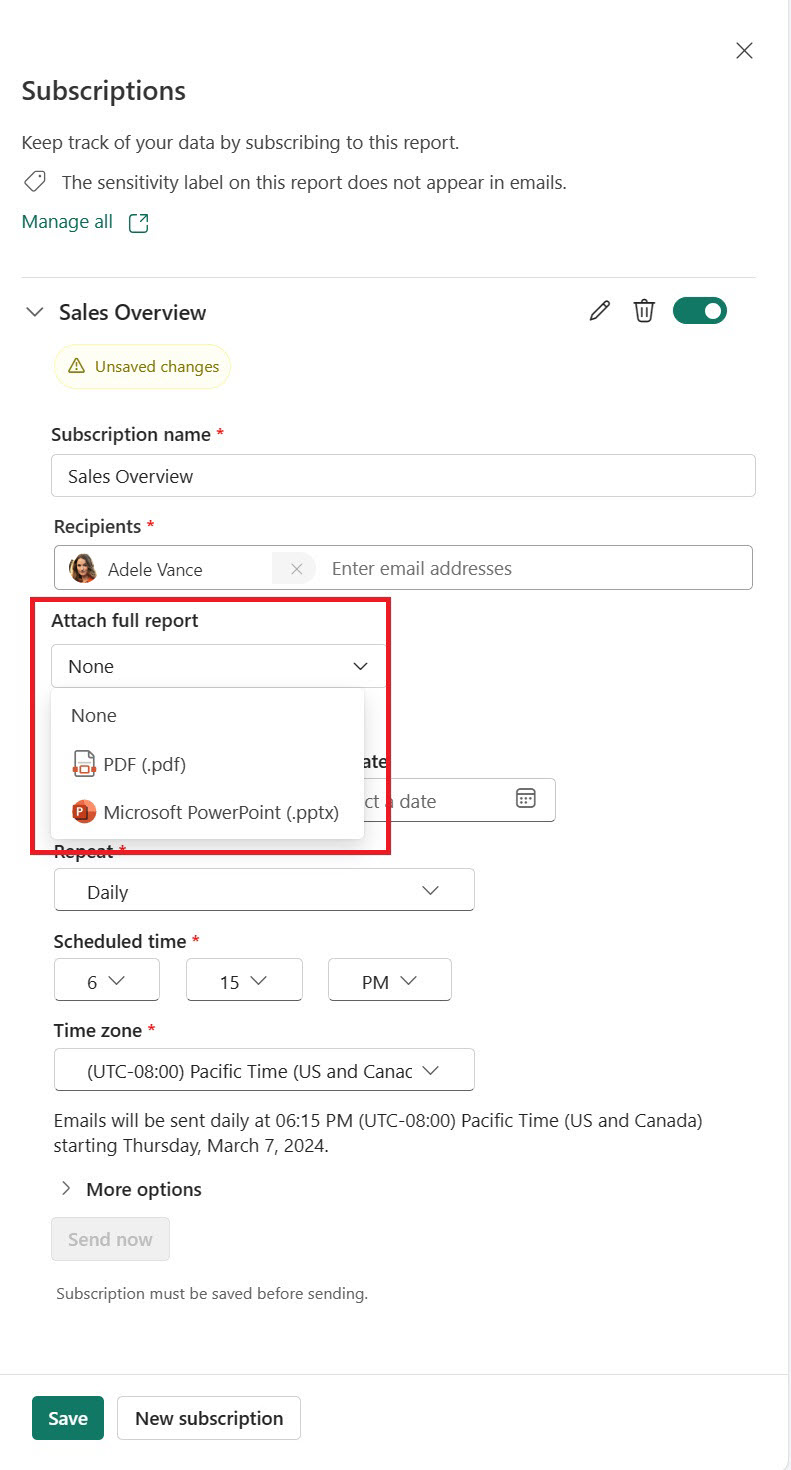 Subscriptions
Keep track of your data by subscribing to this report.
The sensitivity label on this report does not appear in emails.
Manage all
Sales Overview
Unsaved changes
Subscription name *
Sales Overview
Recipients *
Adele Vance Enter email addresses
Attach full report
None
None
PDF (.pdf)
Microsoft PowerPoint (.pptx)
a date
Repeat *
Daily
Scheduled time *
6 15 PM
Time zone *
(UTC-08:00) Pacific Time (US and Canac
Emails will be sent daily at 06:15 PM (UTC-08:00) Pacific Time (US and Canada)
starting Thursday, March 7, 2024.
More options
Send now
Subscription must be saved before sending.
Save New subscription